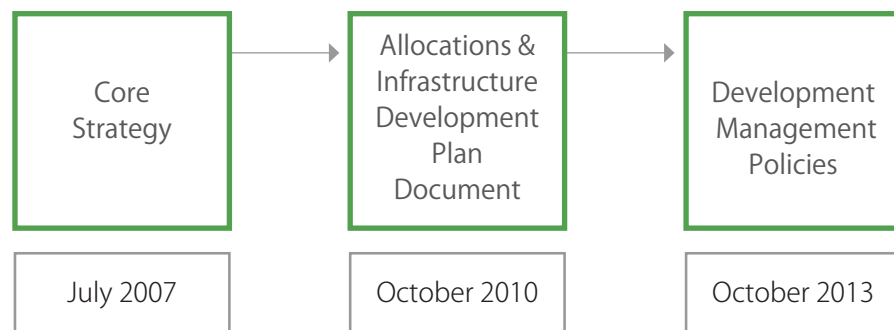 Core
Strategy
Allocations &
Infrastructure
Development
Plan
Document
Development
Management
Policies
July 2007
October 2010
October 2013